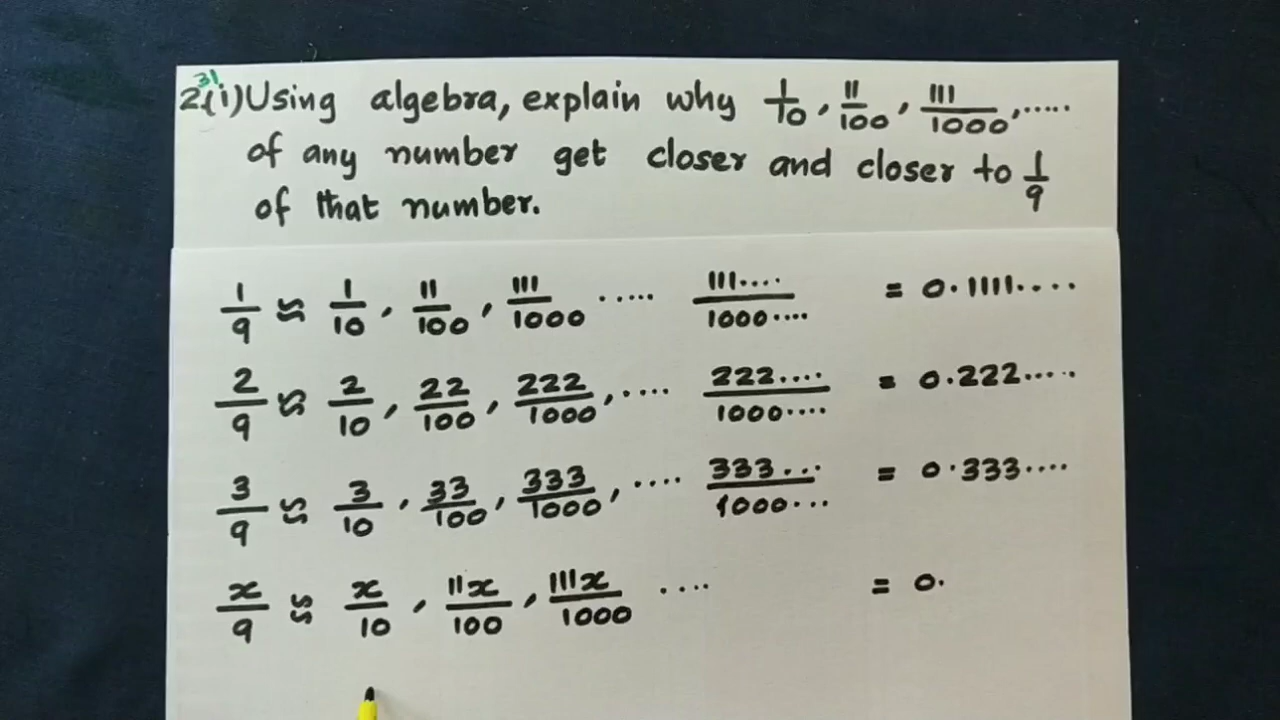 31
2(i) Using algebra, explain why 1/10, 11/100, 111/1000, .....
of any number get closer and closer to 1/9
of that number.
1/9 ≈ 1/10, 11/100, 111/1000 ..... 111.... / 1000.... = 0.1111....
2/9 ≈ 2/10, 22/100, 222/1000, .... 222.... / 1000.... = 0.222....
3/9 ≈ 3/10, 33/100, 333/1000, .... 333... / 1000... = 0.333....
x/9 ≈ x/10, 11x/100, 111x/1000 .... = 0.